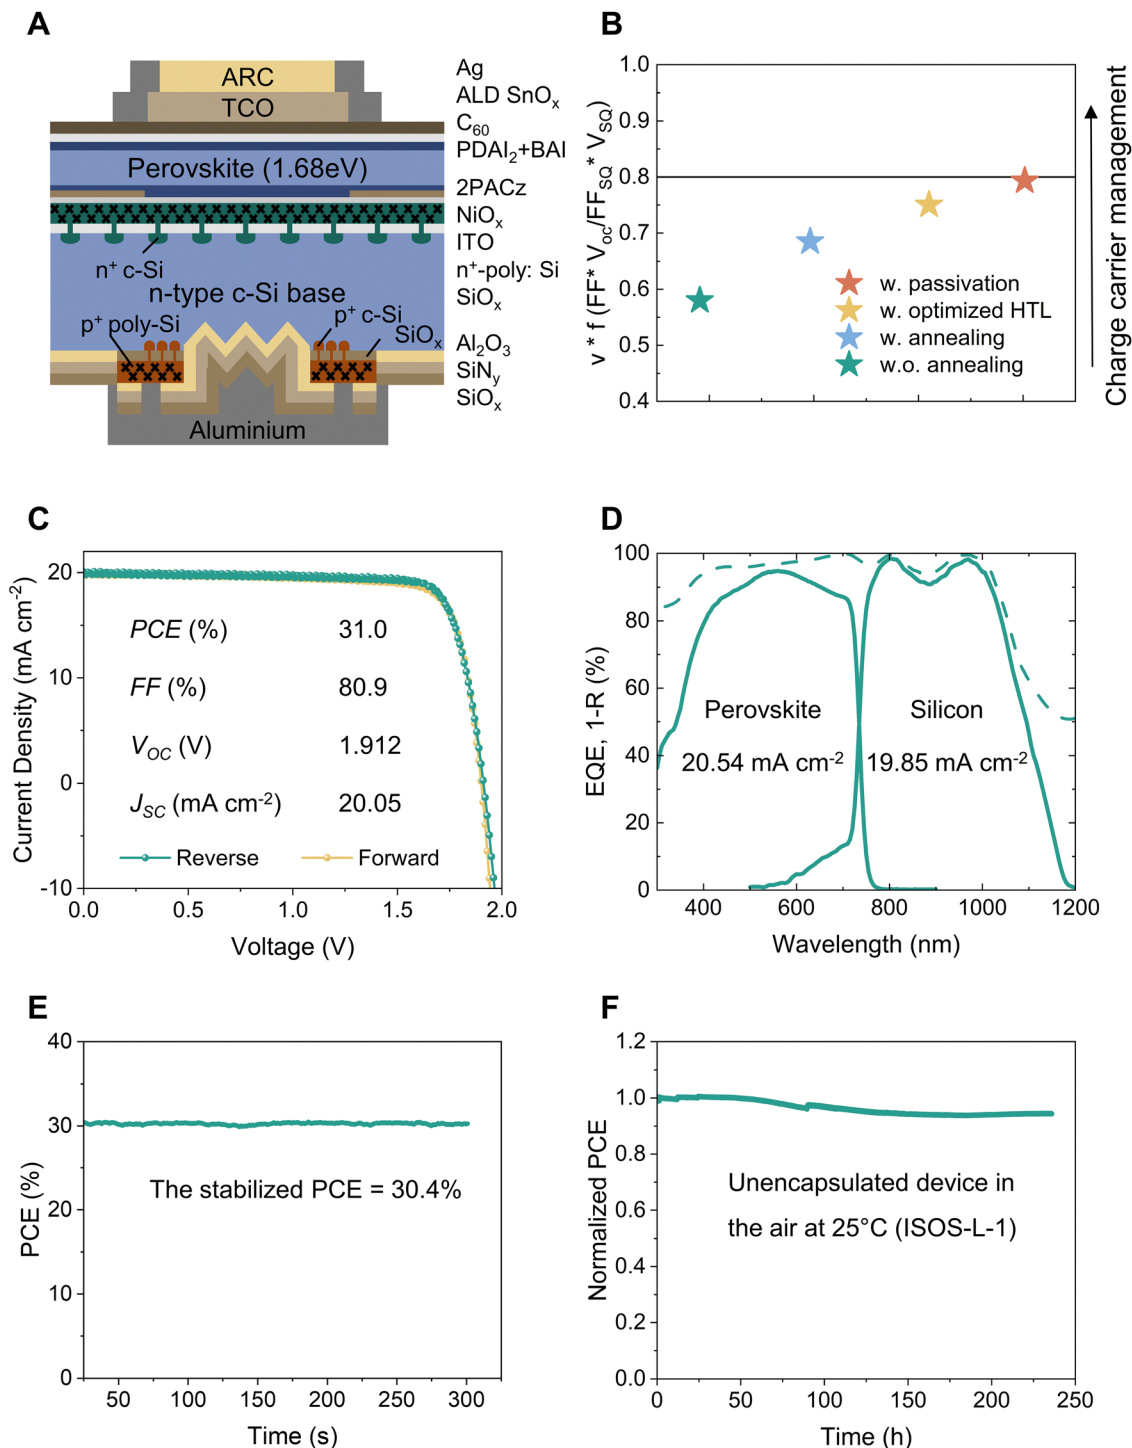 A
ARC
TCO
Perovskite (1.68eV)
n⁺ c-Si
n-type c-Si base
p⁺ poly-Si
p⁺ c-Si
SiOₓ
Aluminium
Ag
ALD SnOₓ
C₆₀
PDAI₂+BAI
2PACz
NiOₓ
ITO
n⁺-poly: Si
SiOₓ
Al₂O₃
SiNᵧ
SiOₓ
B
v * f (FF* V_oc/FF_SQ* V_SQ)
1.0
0.9
0.8
0.7
0.6
0.5
0.4
w. passivation
w. optimized HTL
w. annealing
w.o. annealing
Charge carrier management
C
Current Density (mA cm⁻²)
20
10
0
-10
PCE (%) 31.0
FF (%) 80.9
V_OC (V) 1.912
J_SC (mA cm⁻²) 20.05
Reverse Forward
0.0 0.5 1.0 1.5 2.0
Voltage (V)
D
EQE, 1-R (%)
100
80
60
40
20
0
Perovskite Silicon
20.54 mA cm⁻² 19.85 mA cm⁻²
400 600 800 1000 1200
Wavelength (nm)
E
PCE (%)
40
30
20
10
0
The stabilized PCE = 30.4%
50 100 150 200 250 300
Time (s)
F
Normalized PCE
1.2
1.0
0.8
0.6
0.4
0.2
0.0
Unencapsulated device in
the air at 25°C (ISOS-L-1)
0 50 100 150 200 250
Time (h)